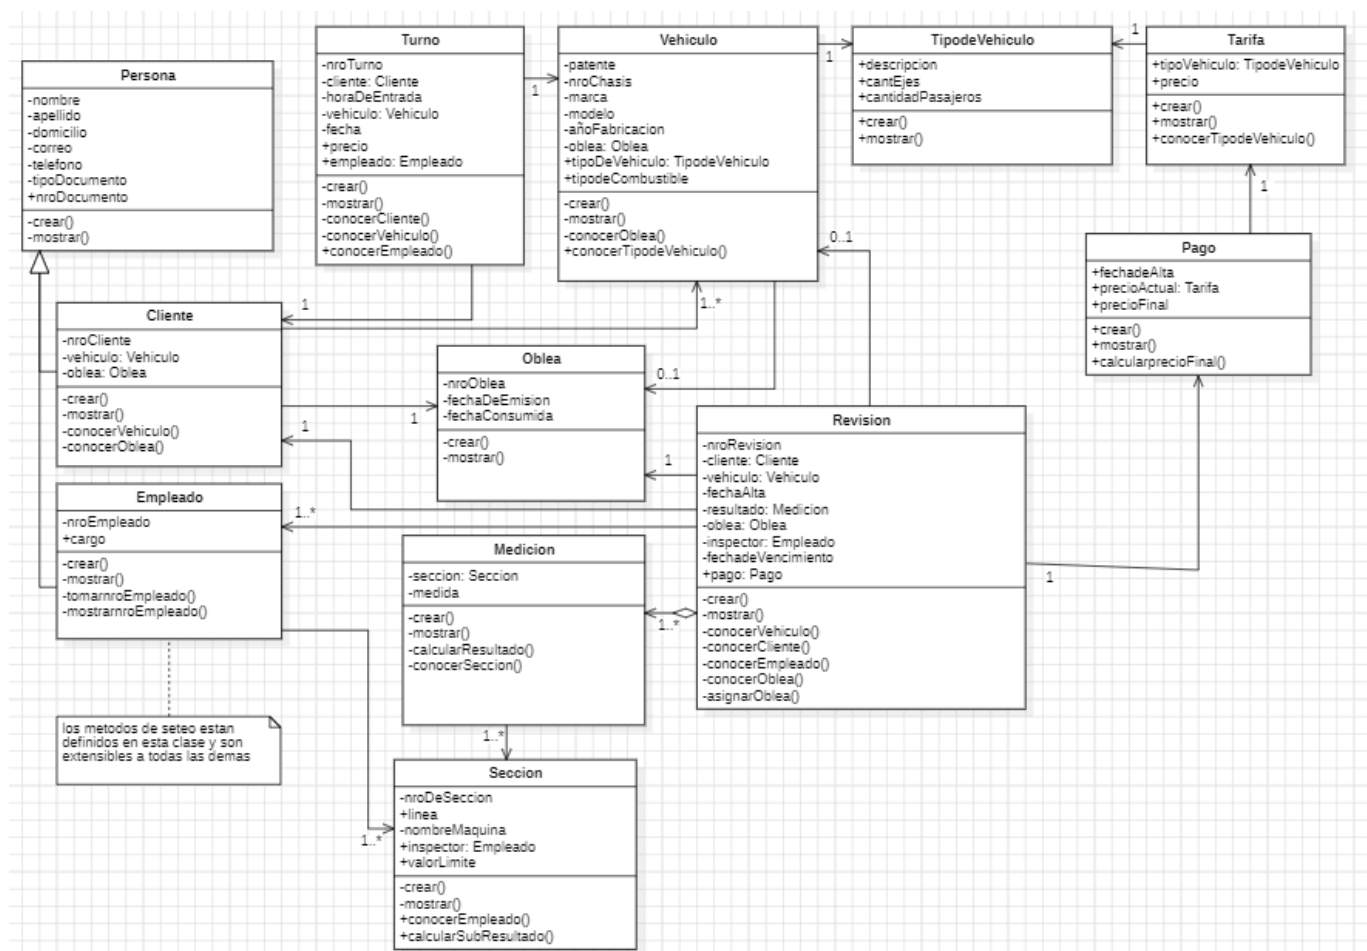 Persona
-nombre
-apellido
-domicilio
-correo
-telefono
-tipoDocumento
+nroDocumento
-crear()
-mostrar()
Turno
-nroTurno
-cliente: Cliente
-horaDeEntrada
-vehiculo: Vehiculo
-fecha
+precio
+empleado: Empleado
-crear()
-mostrar()
-conocerCliente()
-conocerVehiculo()
+conocerEmpleado()
1
Vehiculo
-patente
-nroChasis
-marca
-modelo
-añoFabricacion
-oblea: Oblea
+tipoDeVehiculo: TipodeVehiculo
+tipodeCombustible
-crear()
-mostrar()
-conocerOblea()
+conocerTipodeVehiculo()
1
TipodeVehiculo
+descripcion
+cantEjes
+cantidadPasajeros
+crear()
+mostrar()
1
Tarifa
+tipoVehiculo: TipodeVehiculo
+precio
+crear()
+mostrar()
+conocerTipodeVehiculo()
1
Pago
+fechadeAlta
+precioActual: Tarifa
+precioFinal
+crear()
+mostrar()
+calcularprecioFinal()
0..1
1
1..*
Cliente
-nroCliente
-vehiculo: Vehiculo
-oblea: Oblea
-crear()
-mostrar()
-conocerVehiculo()
-conocerOblea()
1
1
Oblea
-nroOblea
-fechaDeEmision
-fechaConsumida
-crear()
-mostrar()
0..1
1
Revision
-nroRevision
-cliente: Cliente
-vehiculo: Vehiculo
-fechaAlta
-resultado: Medicion
-oblea: Oblea
-inspector: Empleado
-fechadeVencimiento
+pago: Pago
-crear()
-mostrar()
-conocerVehiculo()
-conocerCliente()
-conocerEmpleado()
-conocerOblea()
-asignarOblea()
1
Empleado
-nroEmpleado
+cargo
-crear()
-mostrar()
-tomarnroEmpleado()
-mostrarnroEmpleado()
1..*
Medicion
-seccion: Seccion
-medida
-crear()
-mostrar()
-calcularResultado()
-conocerSeccion()
1..*
los metodos de seteo estan
definidos en esta clase y son
extensibles a todas las demas
1..*
1..*
Seccion
-nroDeSeccion
+linea
-nombreMaquina
+inspector: Empleado
+valorLimite
-crear()
-mostrar()
+conocerEmpleado()
+calcularSubResultado()